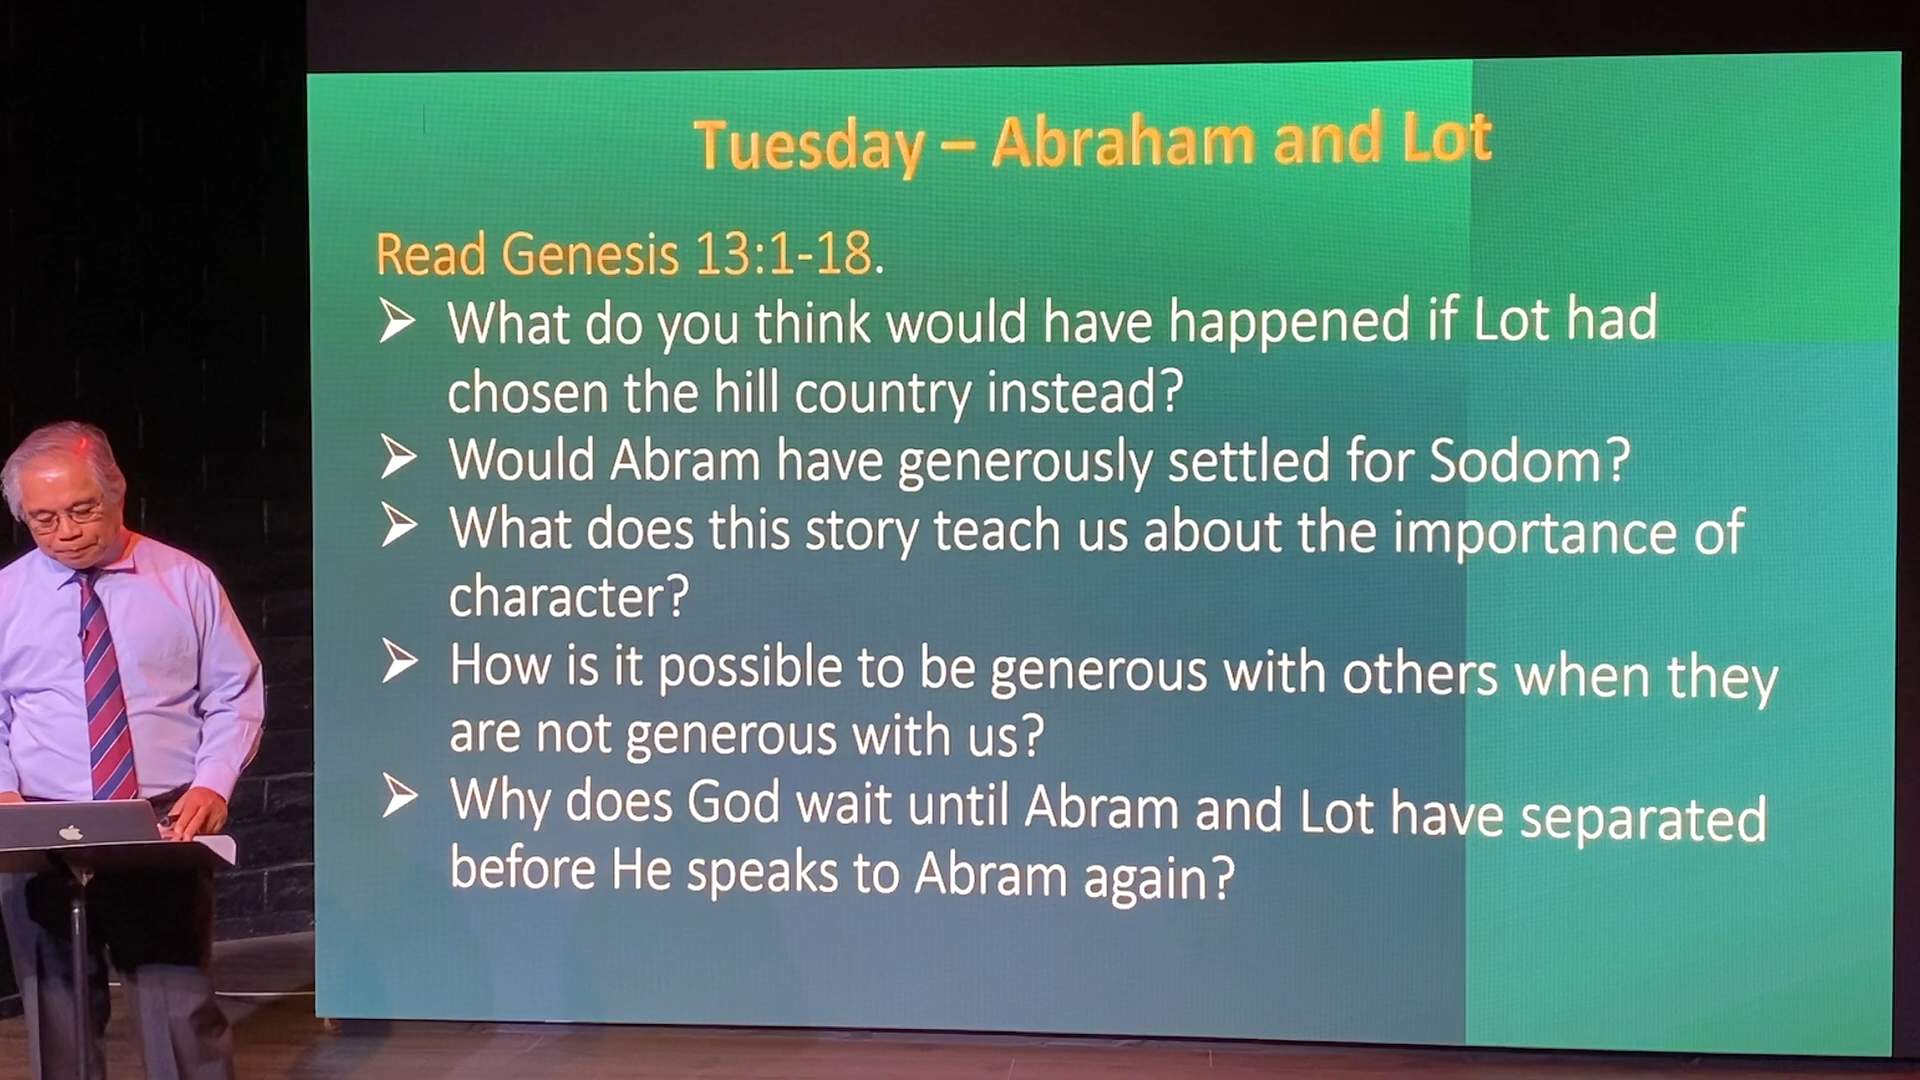 Tuesday – Abraham and Lot
Read Genesis 13:1-18.
➢ What do you think would have happened if Lot had
chosen the hill country instead?
➢ Would Abram have generously settled for Sodom?
➢ What does this story teach us about the importance of
character?
➢ How is it possible to be generous with others when they
are not generous with us?
➢ Why does God wait until Abram and Lot have separated
before He speaks to Abram again?